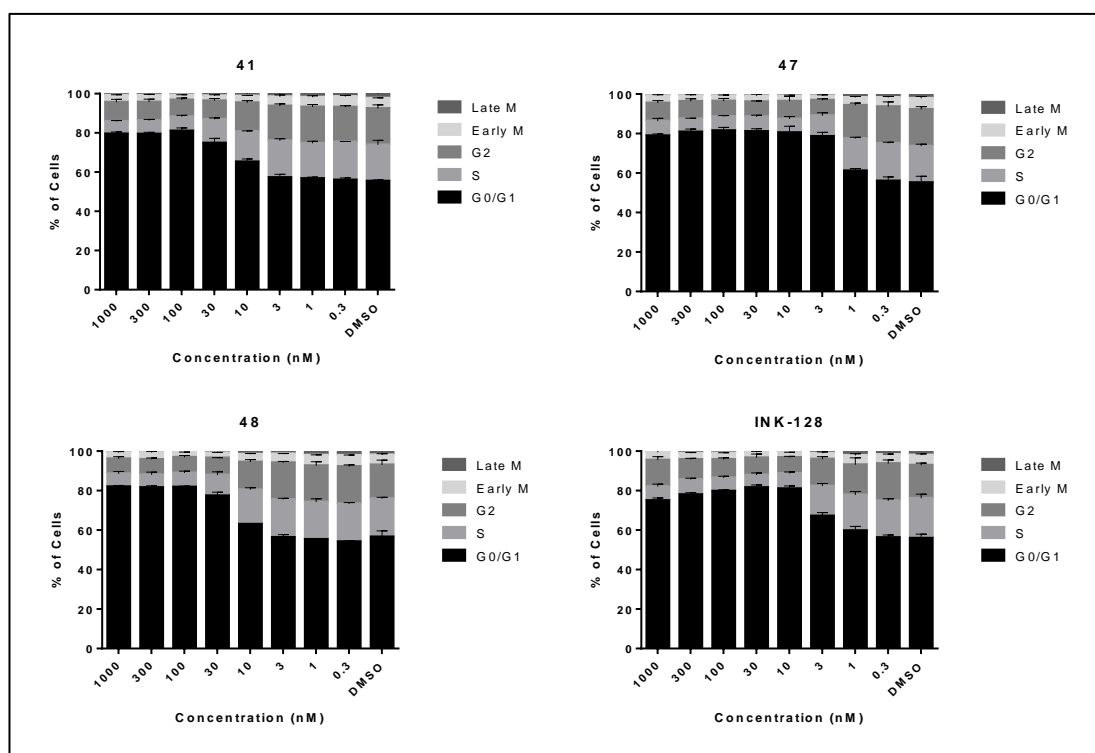 41
% of Cells
100
80
60
40
20
0
1000 300 100 30 10 3 1 0.3 DMSO
Concentration (nM)
Late M
Early M
G2
S
G0/G1
47
% of Cells
100
80
60
40
20
0
1000 300 100 30 10 3 1 0.3 DMSO
Concentration (nM)
Late M
Early M
G2
S
G0/G1
48
% of Cells
100
80
60
40
20
0
1000 300 100 30 10 3 1 0.3 DMSO
Concentration (nM)
Late M
Early M
G2
S
G0/G1
INK-128
% of Cells
100
80
60
40
20
0
1000 300 100 30 10 3 1 0.3 DMSO
Concentration (nM)
Late M
Early M
G2
S
G0/G1